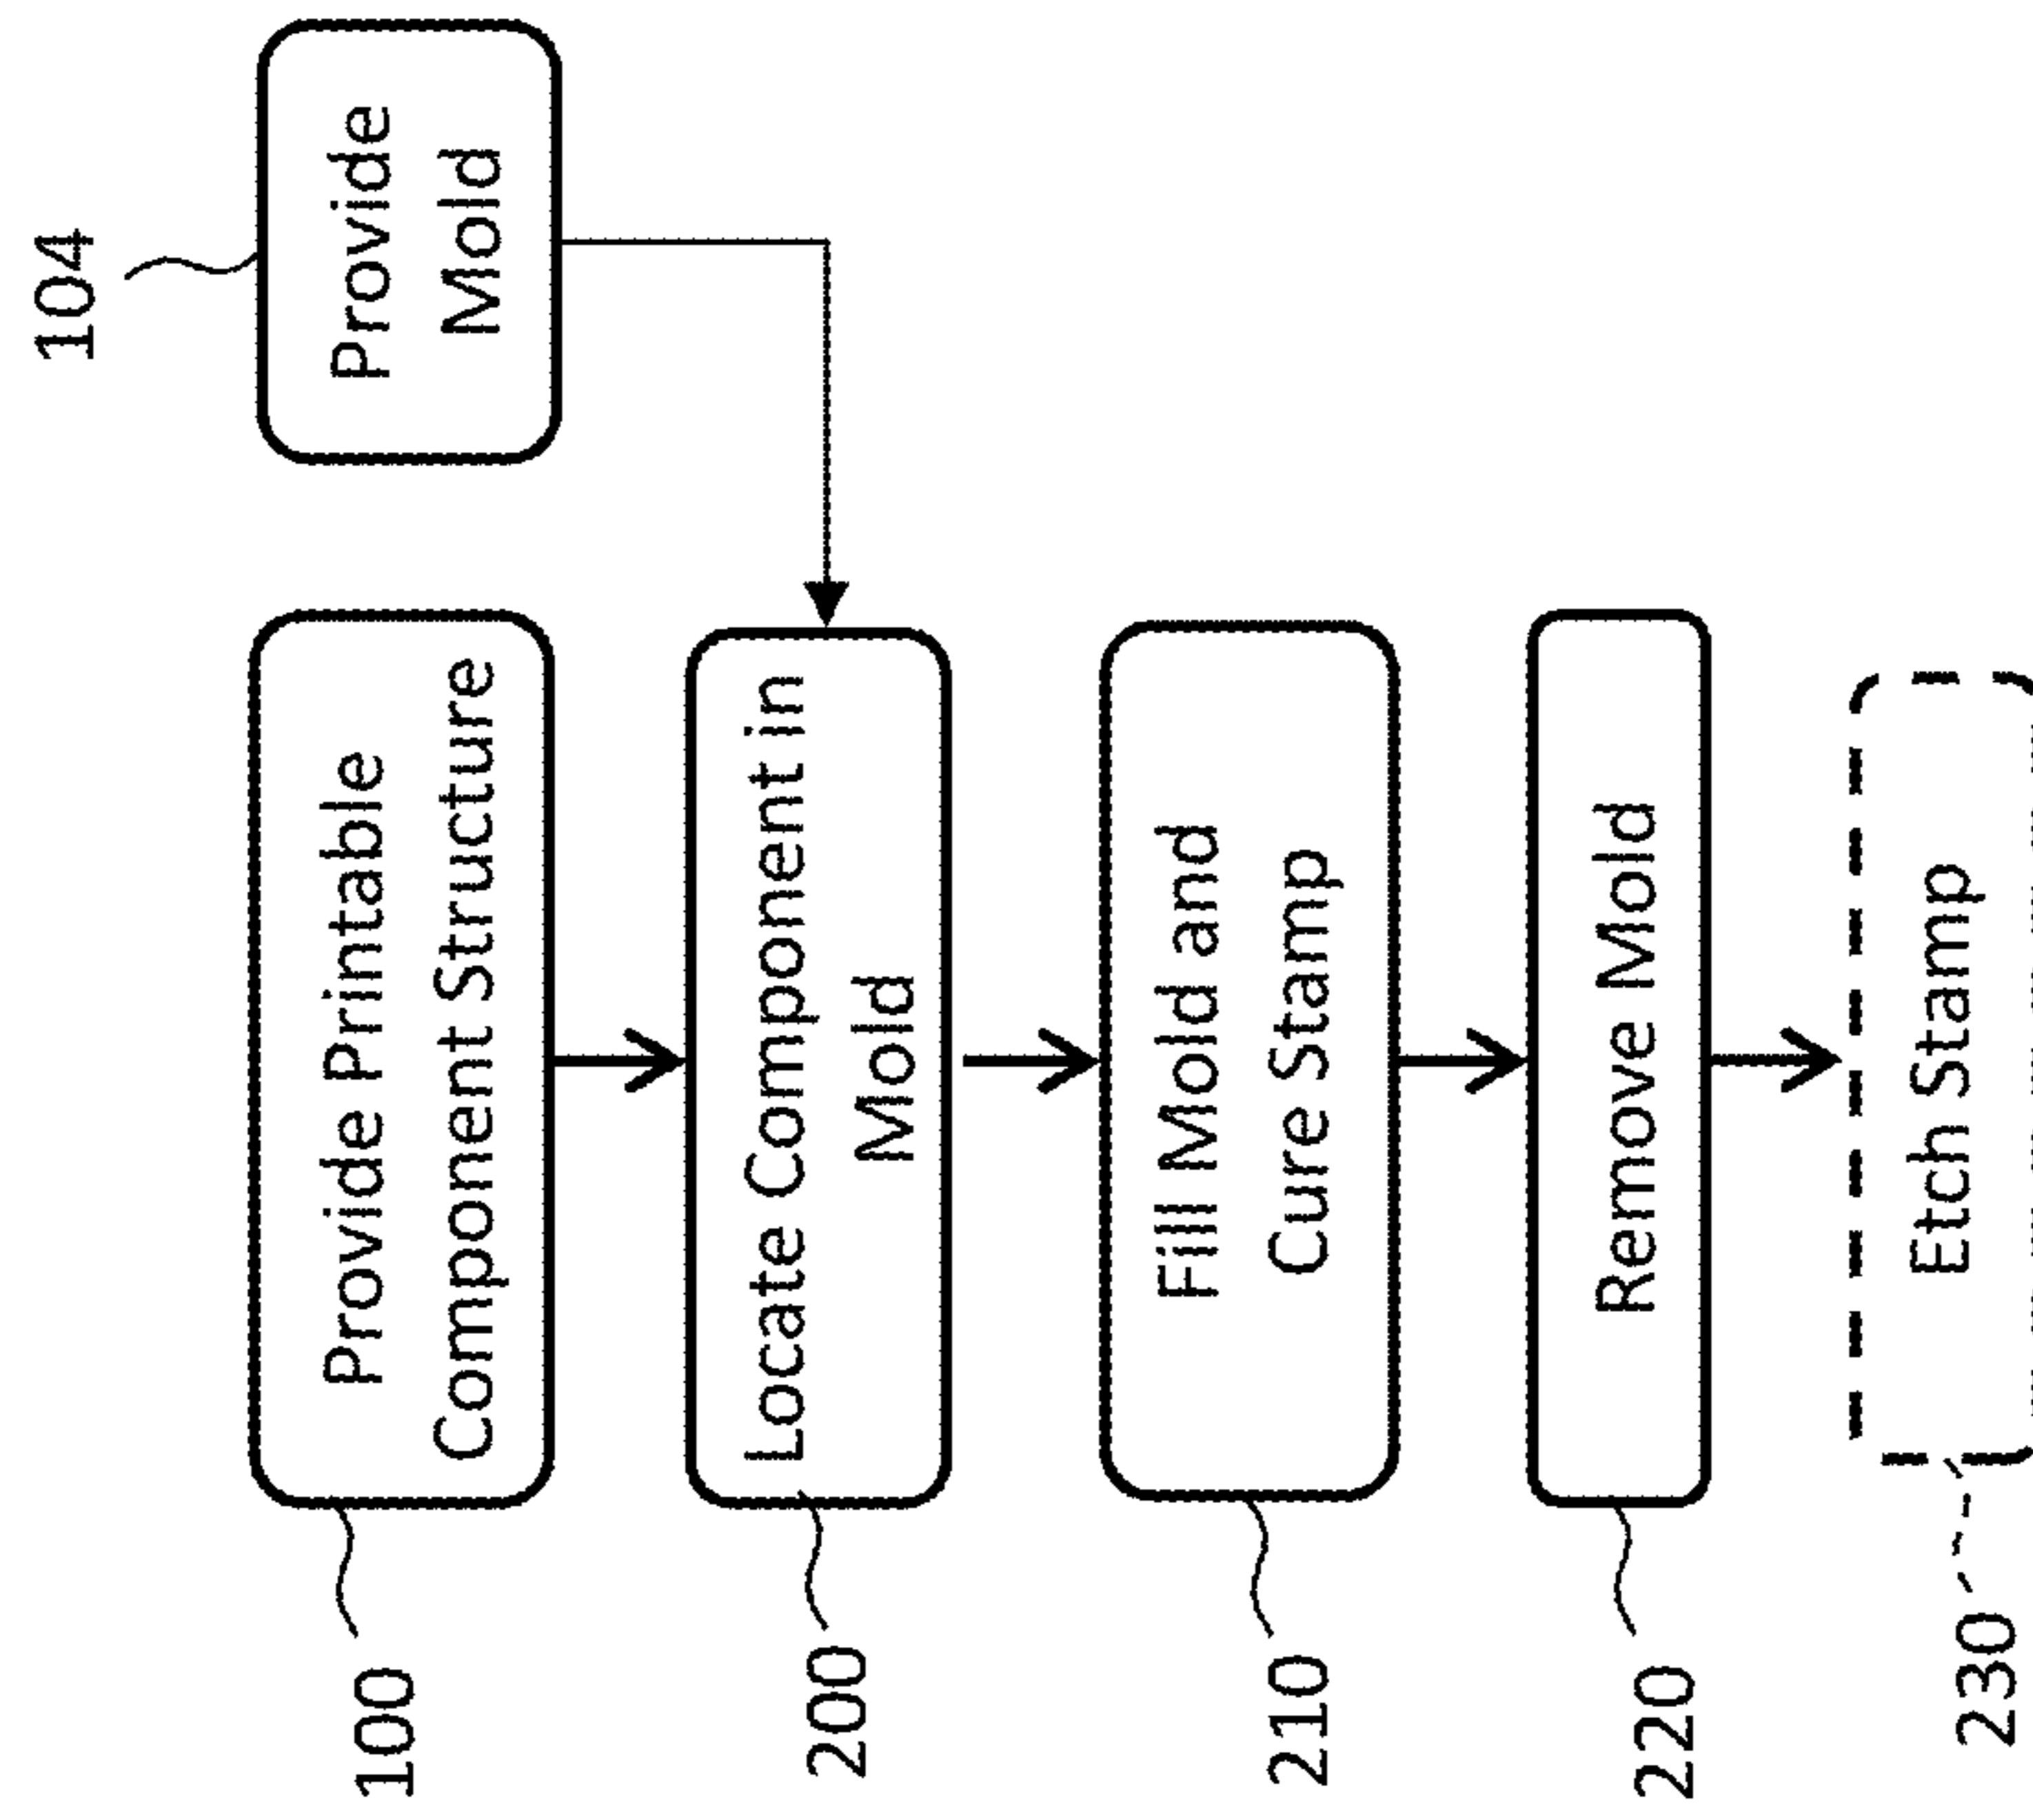 100
Provide Printable
Component Structure
104
Provide
Mold
200
Locate Component in
Mold
210
Fill Mold and
Cure Stamp
220
Remove Mold
230
Etch Stamp